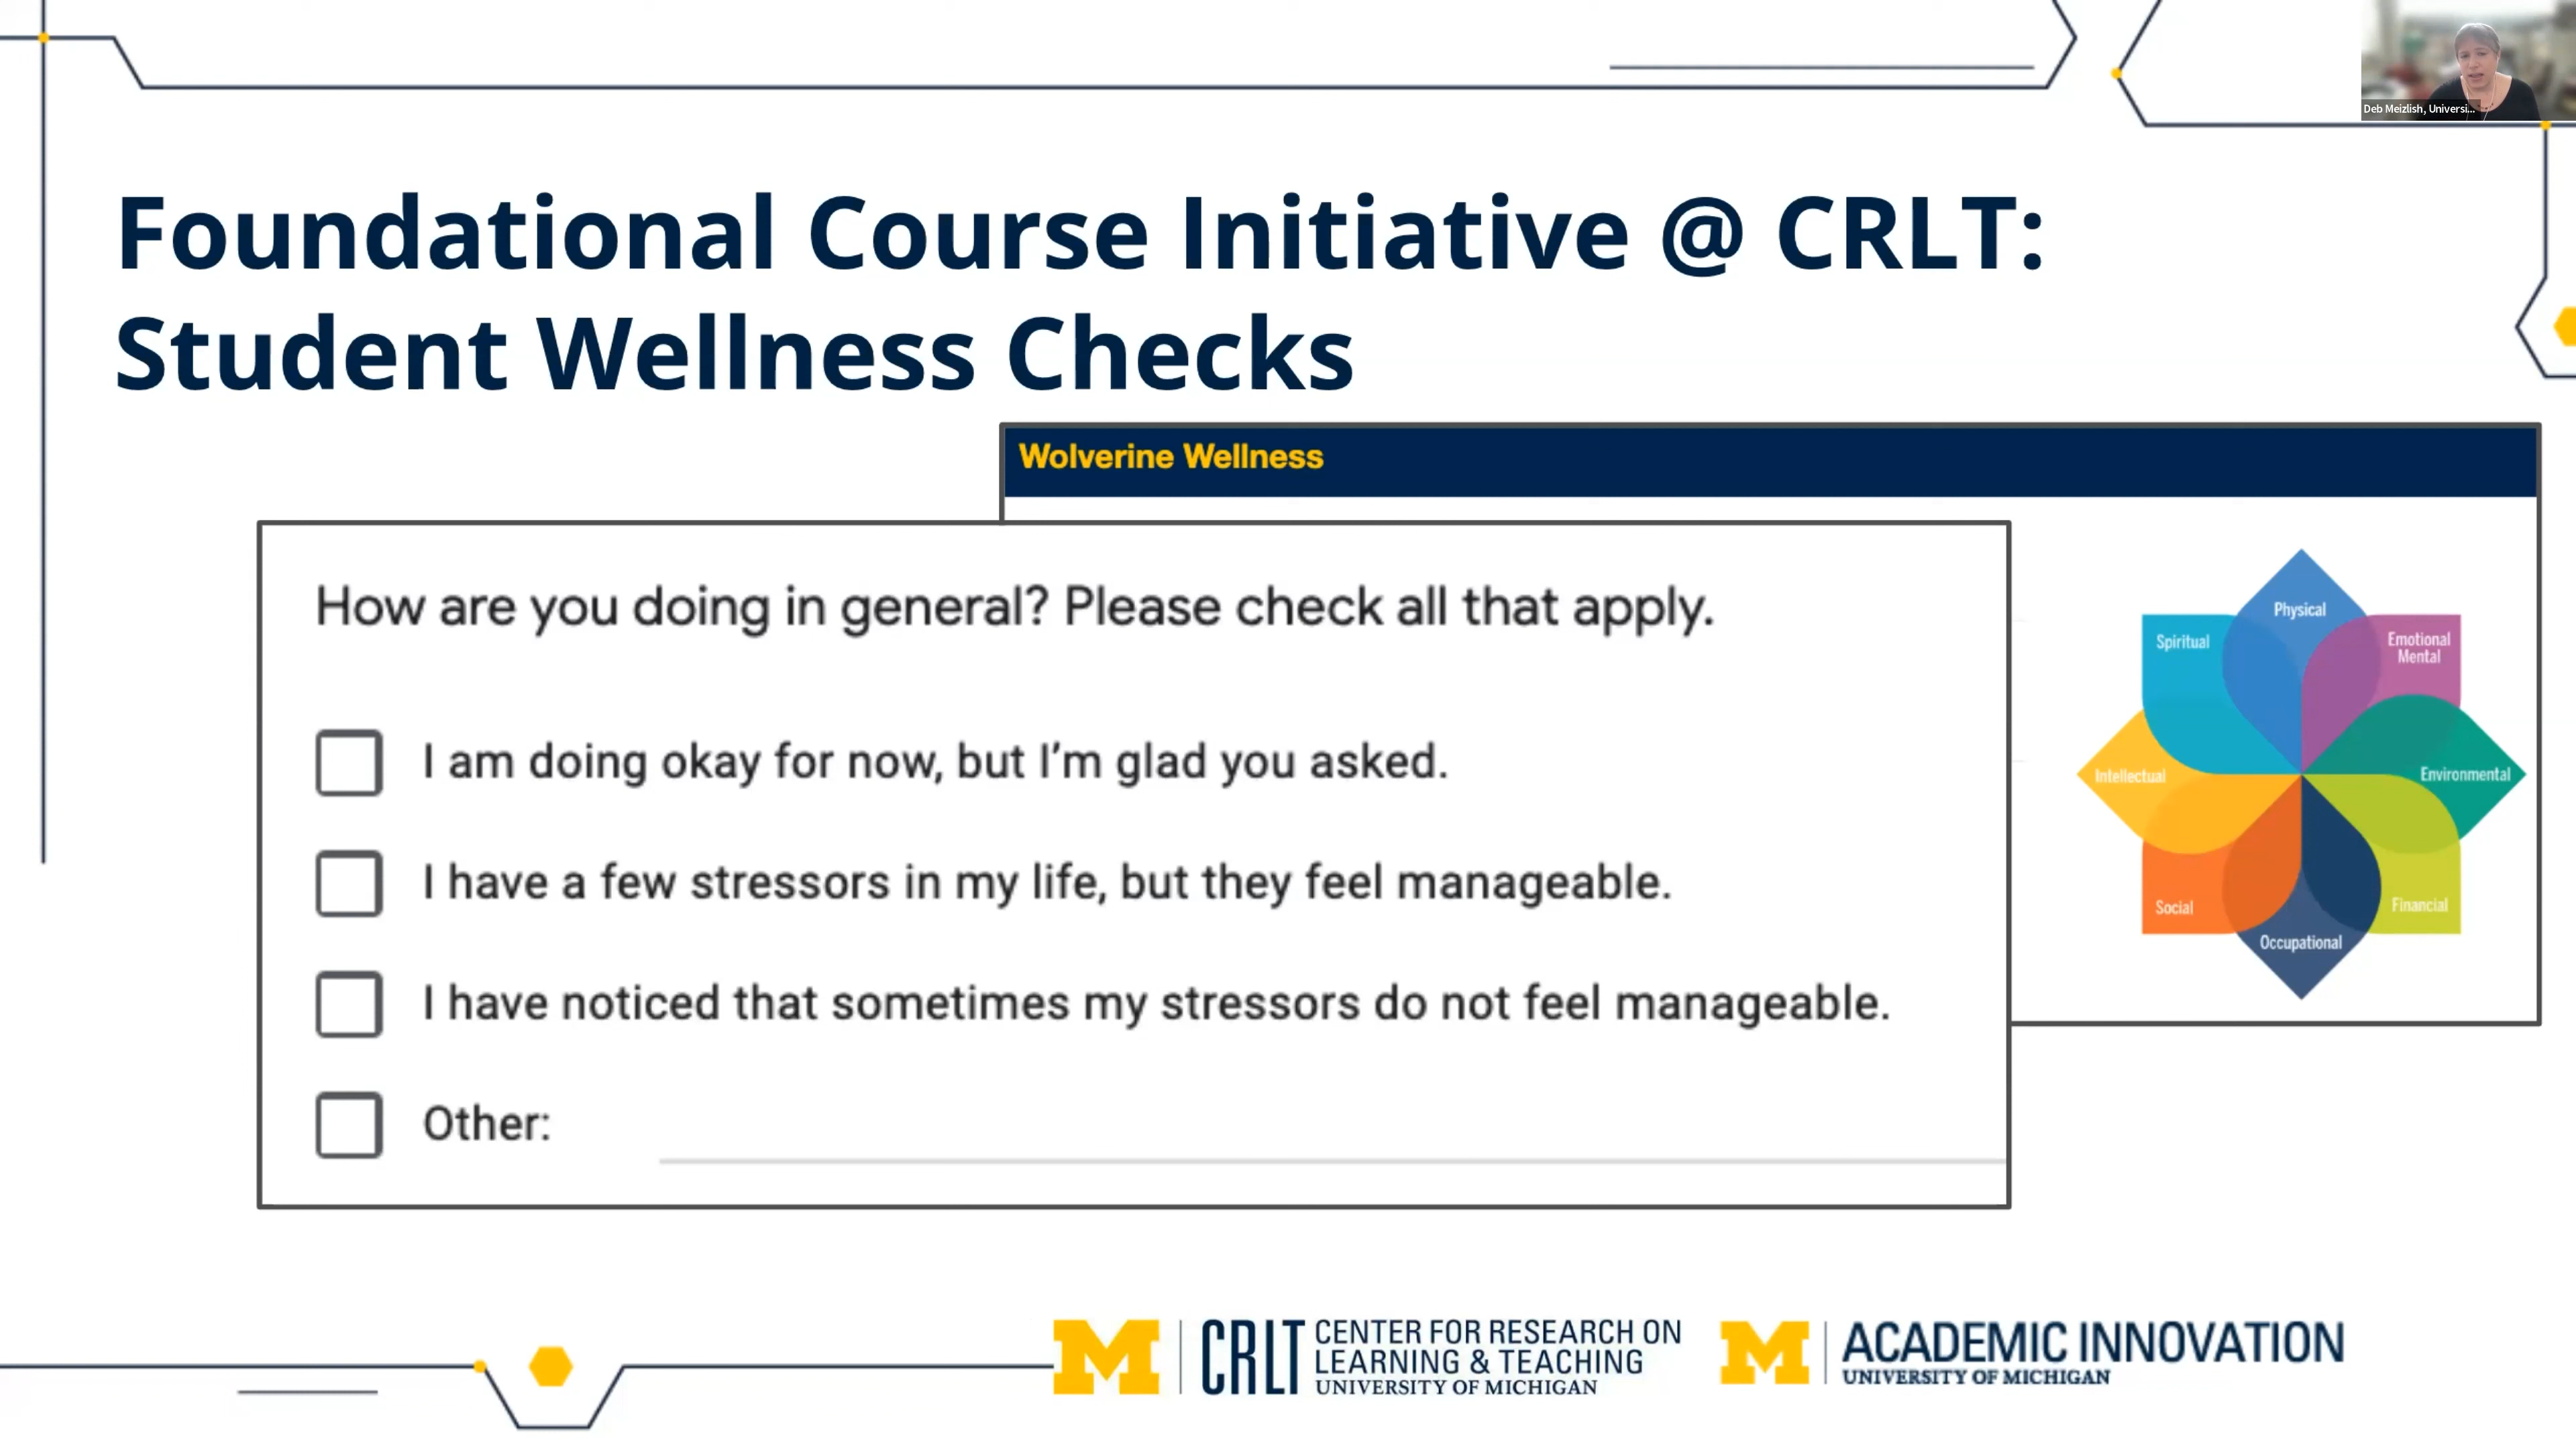 Deb Meizlish, Universi...
Foundational Course Initiative @ CRLT:
Student Wellness Checks
Wolverine Wellness
How are you doing in general? Please check all that apply.
I am doing okay for now, but I'm glad you asked.
I have a few stressors in my life, but they feel manageable.
I have noticed that sometimes my stressors do not feel manageable.
Other:
Physical
Spiritual
Emotional
Mental
Intellectual
Environmental
Social
Financial
Occupational
M CRLT CENTER FOR RESEARCH ON
LEARNING & TEACHING
UNIVERSITY OF MICHIGAN
M ACADEMIC INNOVATION
UNIVERSITY OF MICHIGAN